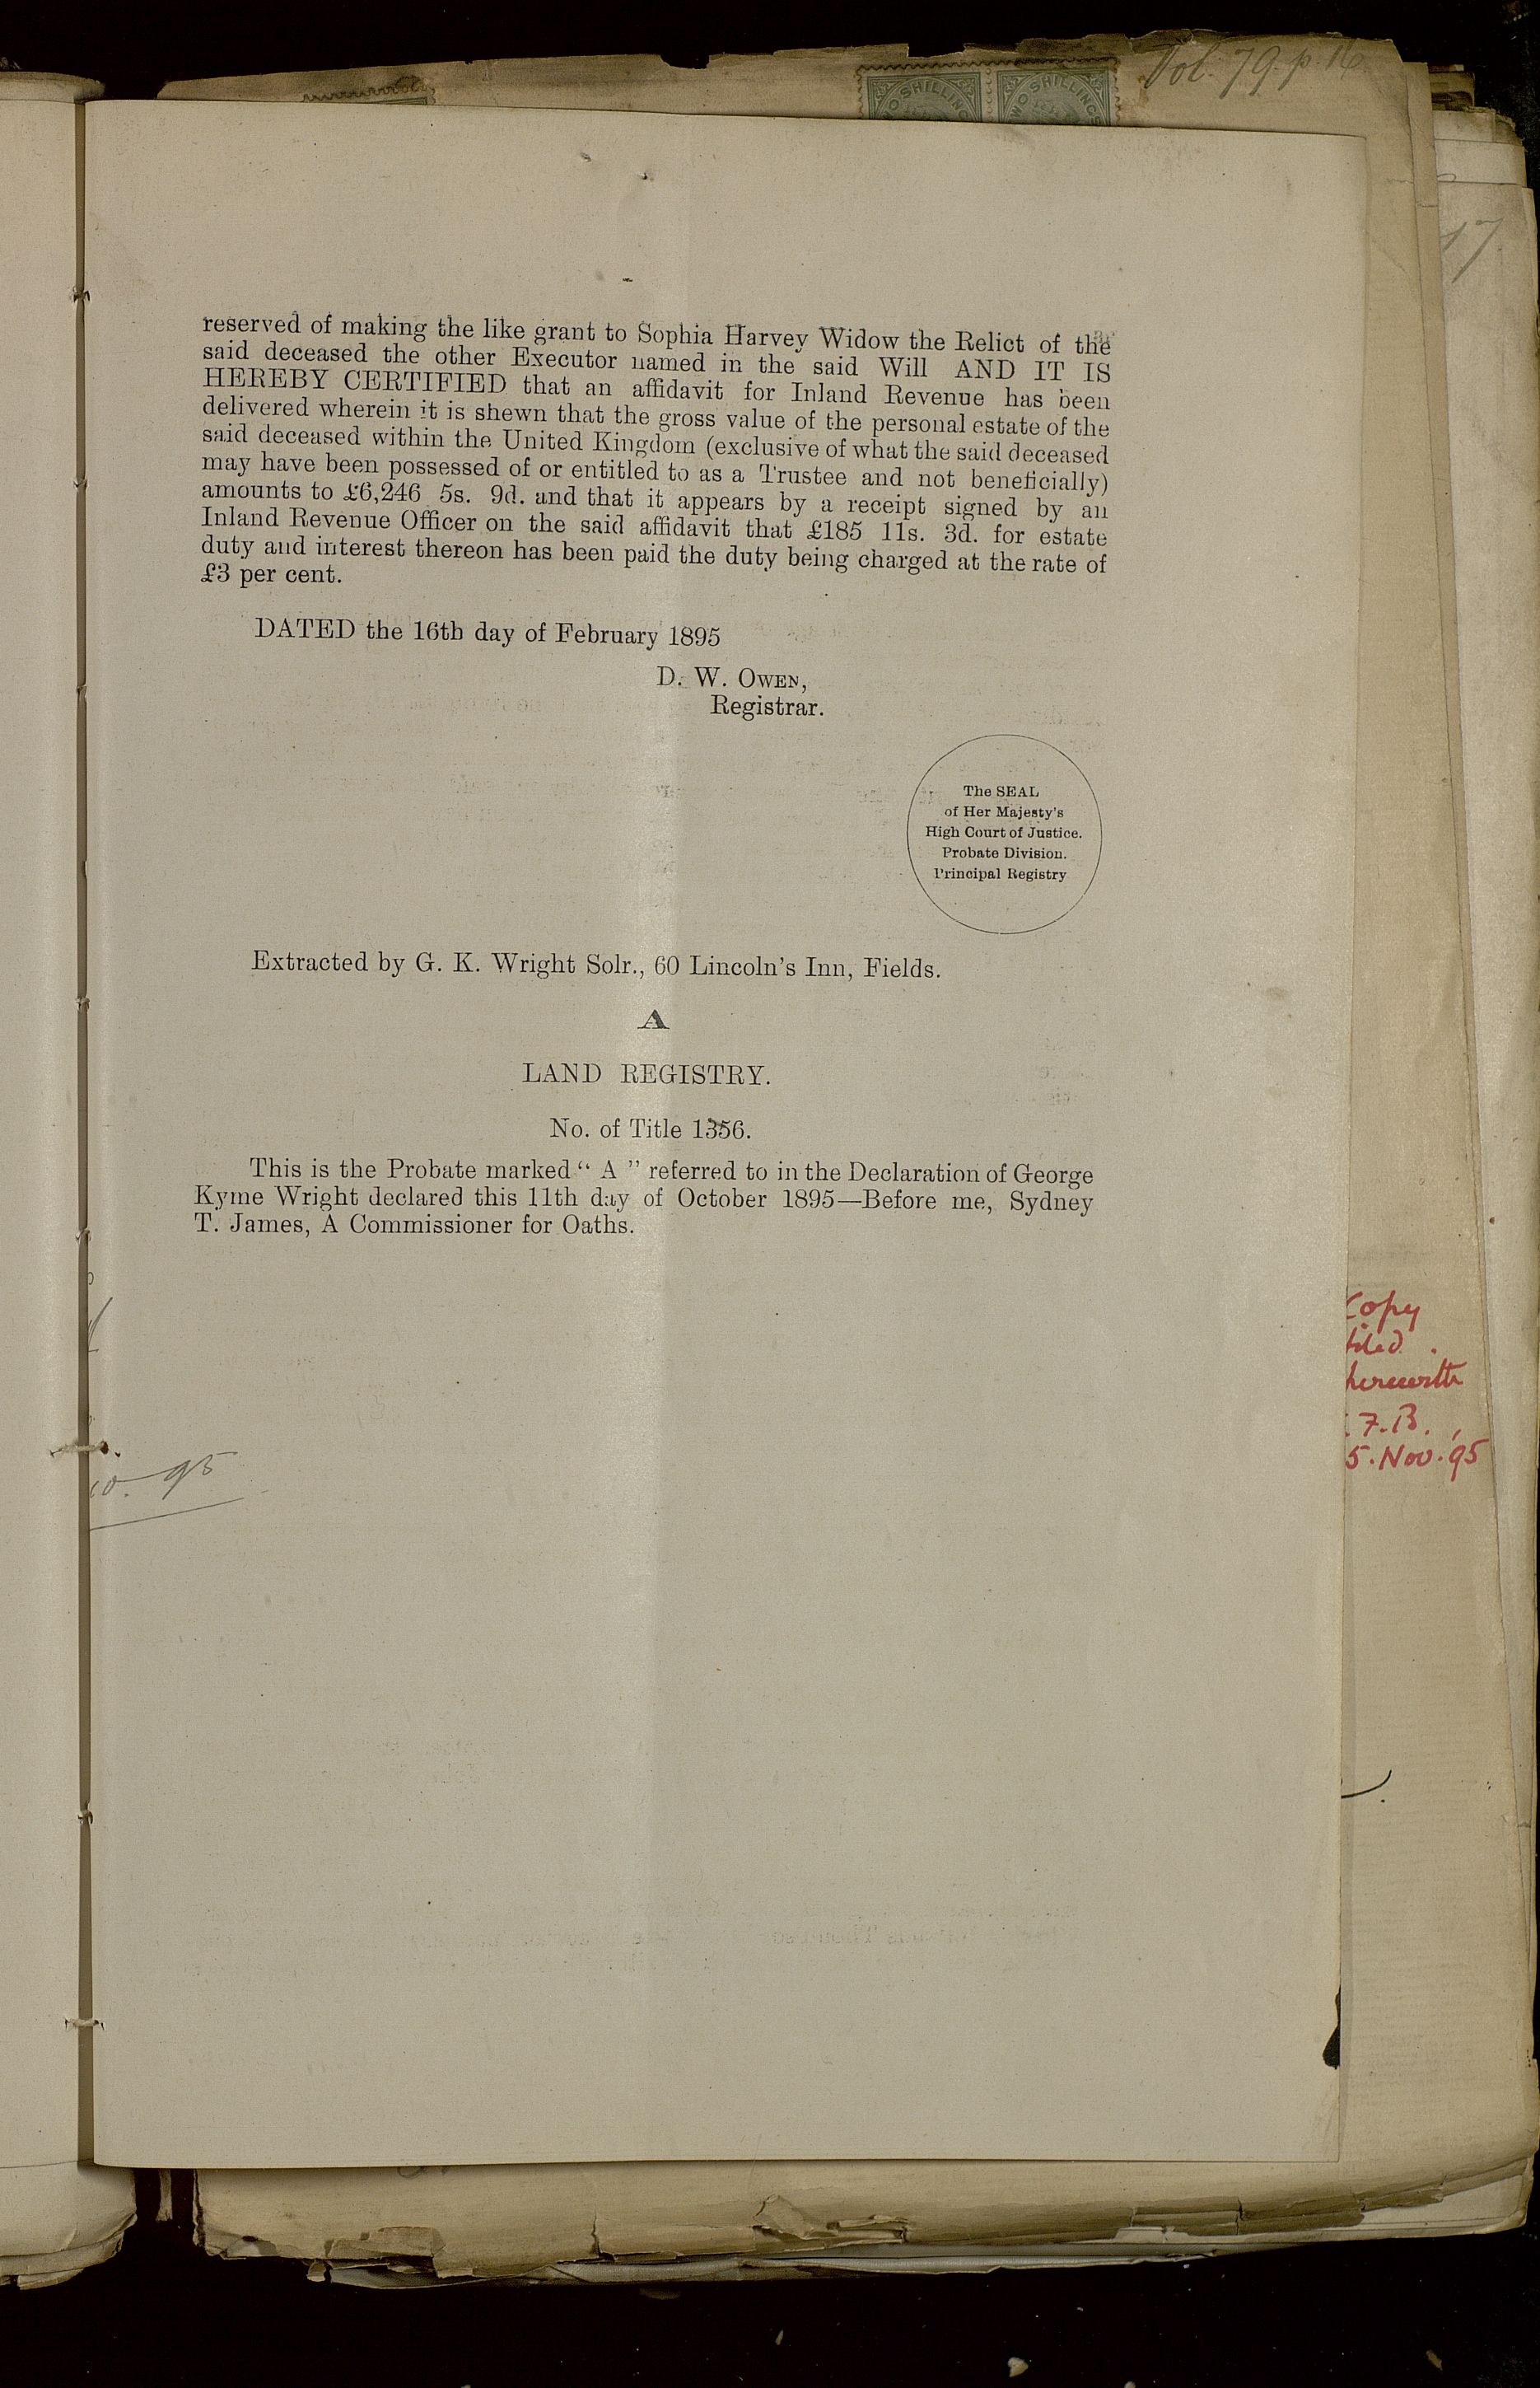 TWO SHILLINGS
TWO SHILLINGS
Vol. 79. p. 16
17
reserved of making the like grant to Sophia Harvey Widow the Relict of the
said deceased the other Executor named in the said Will AND IT IS
HEREBY CERTIFIED that an affidavit for Inland Revenue has been
delivered wherein it is shewn that the gross value of the personal estate of the
said deceased within the United Kingdom (exclusive of what the said deceased
may have been possessed of or entitled to as a Trustee and not beneficially)
amounts to £6,246 5s. 9d. and that it appears by a receipt signed by an
Inland Revenue Officer on the said affidavit that £185 11s. 3d. for estate
duty and interest thereon has been paid the duty being charged at the rate of
£3 per cent.
DATED the 16th day of February 1895
D. W. OWEN,
Registrar.
The SEAL
of Her Majesty's
High Court of Justice.
Probate Division.
Principal Registry
Extracted by G. K. Wright Solr., 60 Lincoln's Inn, Fields.
A
LAND REGISTRY.
No. of Title 1356.
This is the Probate marked "A" referred to in the Declaration of George
Kyme Wright declared this 11th day of October 1895—Before me, Sydney
T. James, A Commissioner for Oaths.
Copy
filed.
herewith
7.B.
5. Nov. 95
10. 95